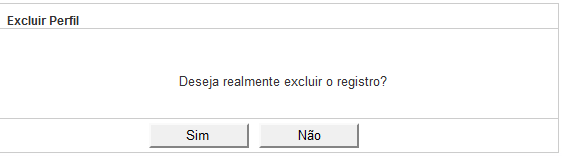 Excluir Perfil
Deseja realmente excluir o registro?
Sim Não